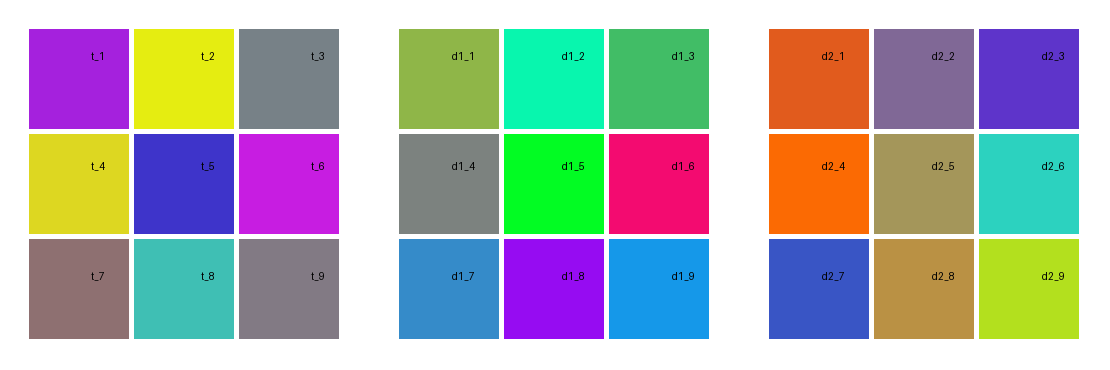 t_1 t_2 t_3 d1_1 d1_2 d1_3 d2_1 d2_2 d2_3
t_4 t_5 t_6 d1_4 d1_5 d1_6 d2_4 d2_5 d2_6
t_7 t_8 t_9 d1_7 d1_8 d1_9 d2_7 d2_8 d2_9